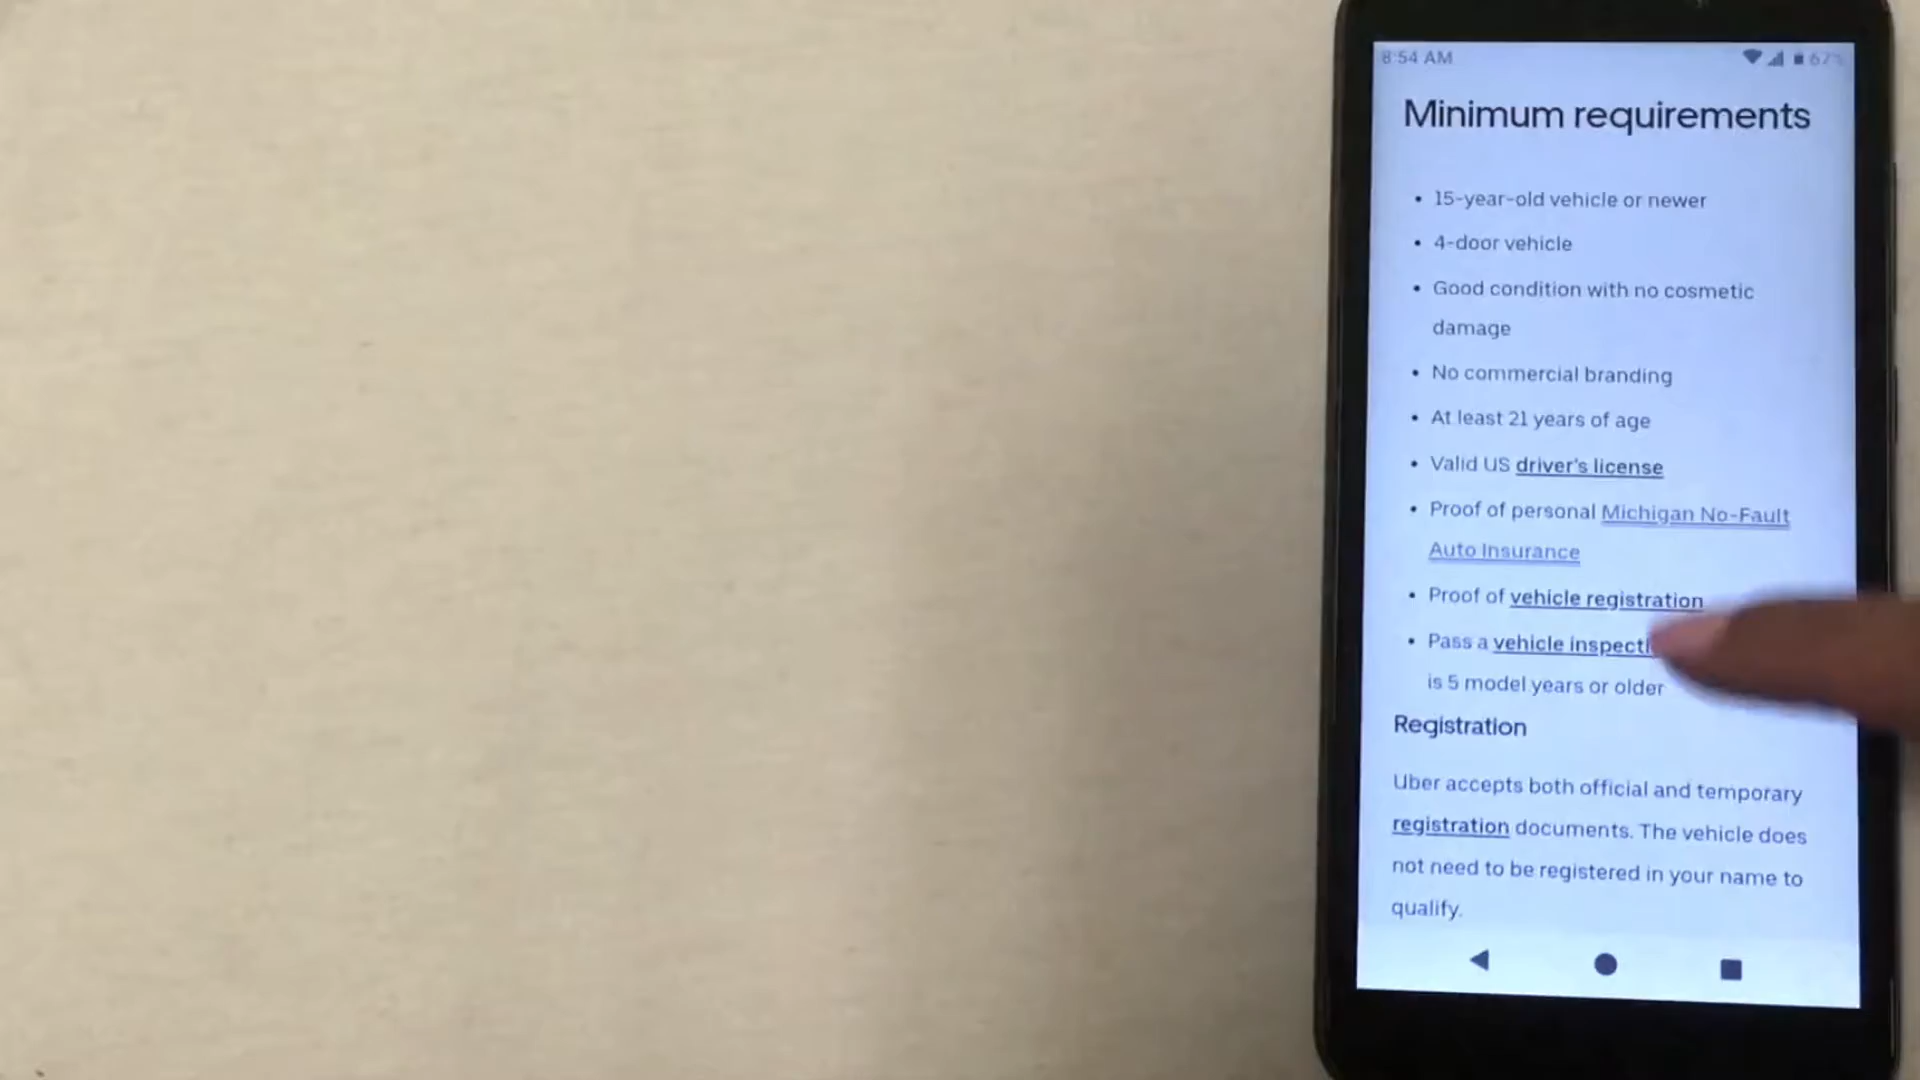 8:54 AM 67%
Minimum requirements
• 15-year-old vehicle or newer
• 4-door vehicle
• Good condition with no cosmetic
damage
• No commercial branding
• At least 21 years of age
• Valid US driver's license
• Proof of personal Michigan No-Fault
Auto Insurance
• Proof of vehicle registration
• Pass a vehicle inspecti
is 5 model years or older
Registration
Uber accepts both official and temporary
registration documents. The vehicle does
not need to be registered in your name to
qualify.